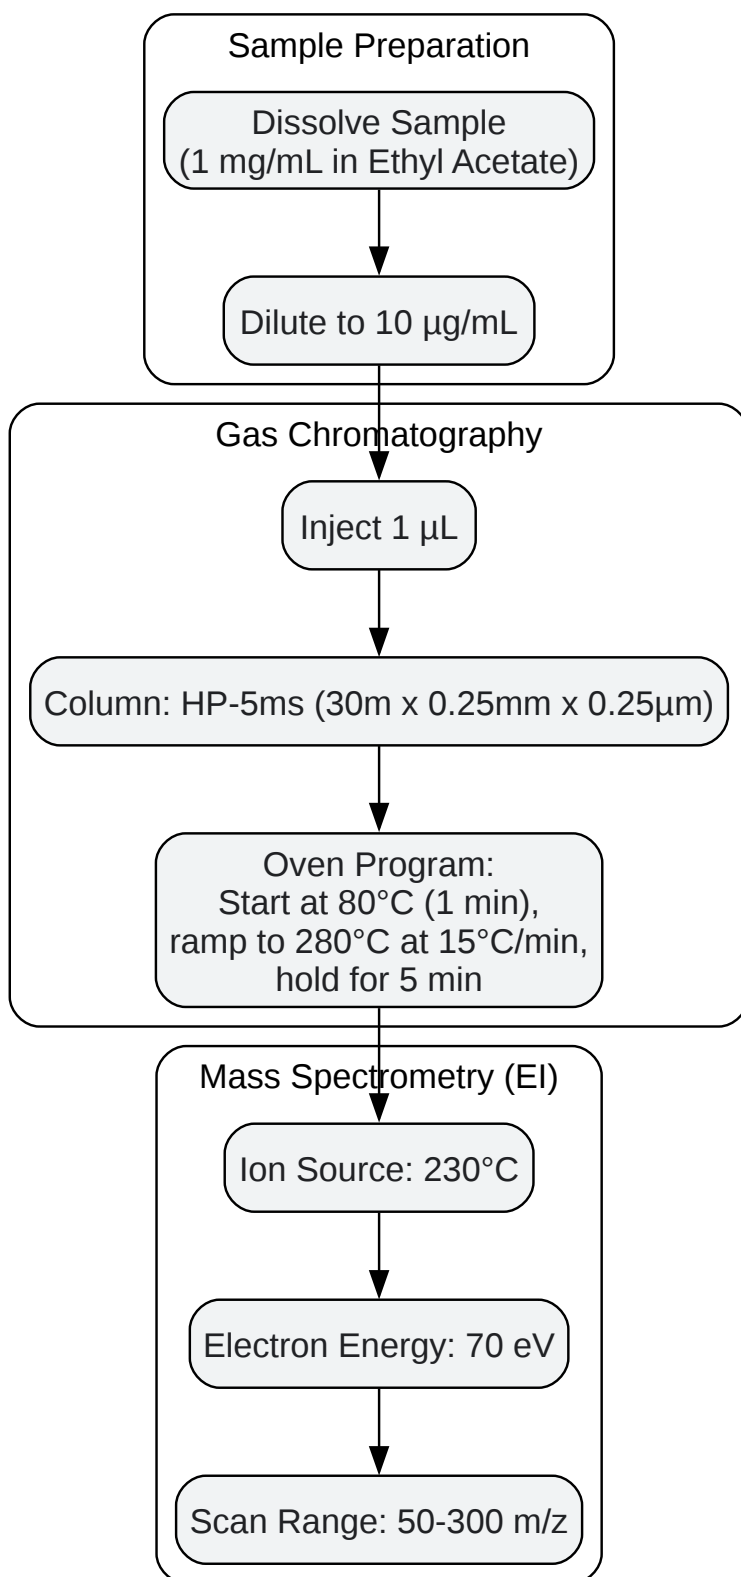 Sample Preparation
Dissolve Sample
(1 mg/mL in Ethyl Acetate)
Dilute to 10 µg/mL
Gas Chromatography
Inject 1 µL
Column: HP-5ms (30m x 0.25mm x 0.25µm)
Oven Program:
Start at 80°C (1 min),
ramp to 280°C at 15°C/min,
hold for 5 min
Mass Spectrometry (EI)
Ion Source: 230°C
Electron Energy: 70 eV
Scan Range: 50-300 m/z